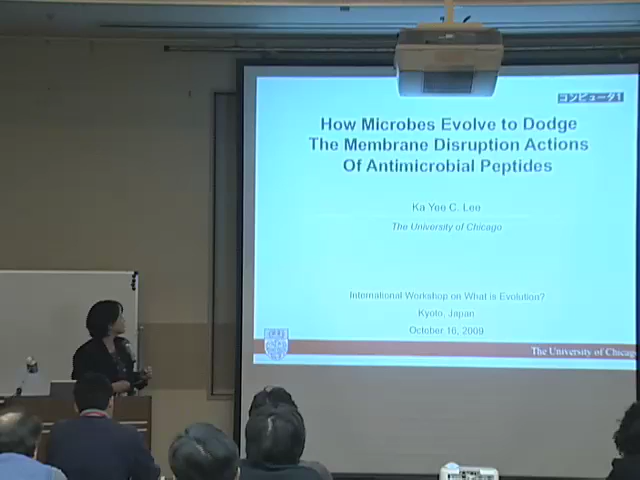 コンピュータ1
How Microbes Evolve to Dodge
The Membrane Disruption Actions
Of Antimicrobial Peptides
Ka Yee C. Lee
The University of Chicago
International Workshop on What is Evolution?
Kyoto, Japan
October 16, 2009
The University of Chicago